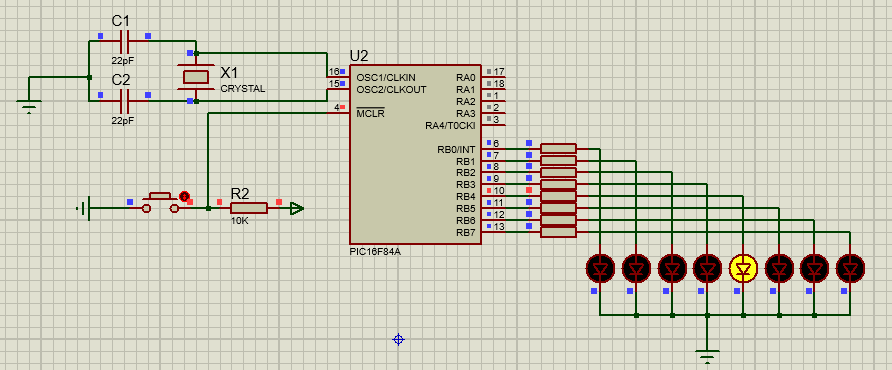 C1
22pF
C2
22pF
X1
CRYSTAL
U2
16 OSC1/CLKIN
15 OSC2/CLKOUT
4 MCLR
RA0 17
RA1 18
RA2 1
RA3 2
RA4/T0CKI 3
RB0/INT 6
RB1 7
RB2 8
RB3 9
RB4 10
RB5 11
RB6 12
RB7 13
PIC16F84A
R2
10K